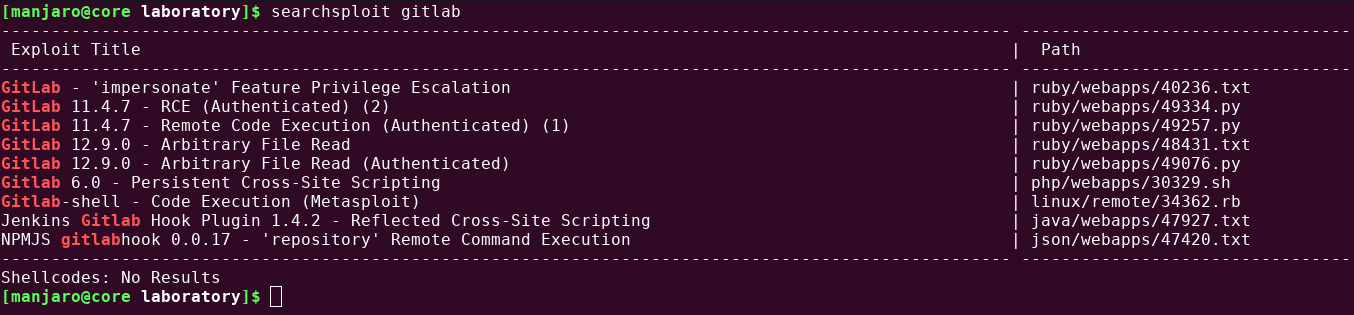 [manjaro@core laboratory]$ searchsploit gitlab
----------------------------------------------------------------------------------------------------- ---------------------------------
 Exploit Title                                                                                       |  Path
----------------------------------------------------------------------------------------------------- ---------------------------------
GitLab - 'impersonate' Feature Privilege Escalation                                                  | ruby/webapps/40236.txt
GitLab 11.4.7 - RCE (Authenticated) (2)                                                              | ruby/webapps/49334.py
GitLab 11.4.7 - Remote Code Execution (Authenticated) (1)                                            | ruby/webapps/49257.py
GitLab 12.9.0 - Arbitrary File Read                                                                  | ruby/webapps/48431.txt
GitLab 12.9.0 - Arbitrary File Read (Authenticated)                                                  | ruby/webapps/49076.py
Gitlab 6.0 - Persistent Cross-Site Scripting                                                         | php/webapps/30329.sh
Gitlab-shell - Code Execution (Metasploit)                                                           | linux/remote/34362.rb
Jenkins Gitlab Hook Plugin 1.4.2 - Reflected Cross-Site Scripting                                    | java/webapps/47927.txt
NPMJS gitlabhook 0.0.17 - 'repository' Remote Command Execution                                      | json/webapps/47420.txt
----------------------------------------------------------------------------------------------------- ---------------------------------
Shellcodes: No Results
[manjaro@core laboratory]$